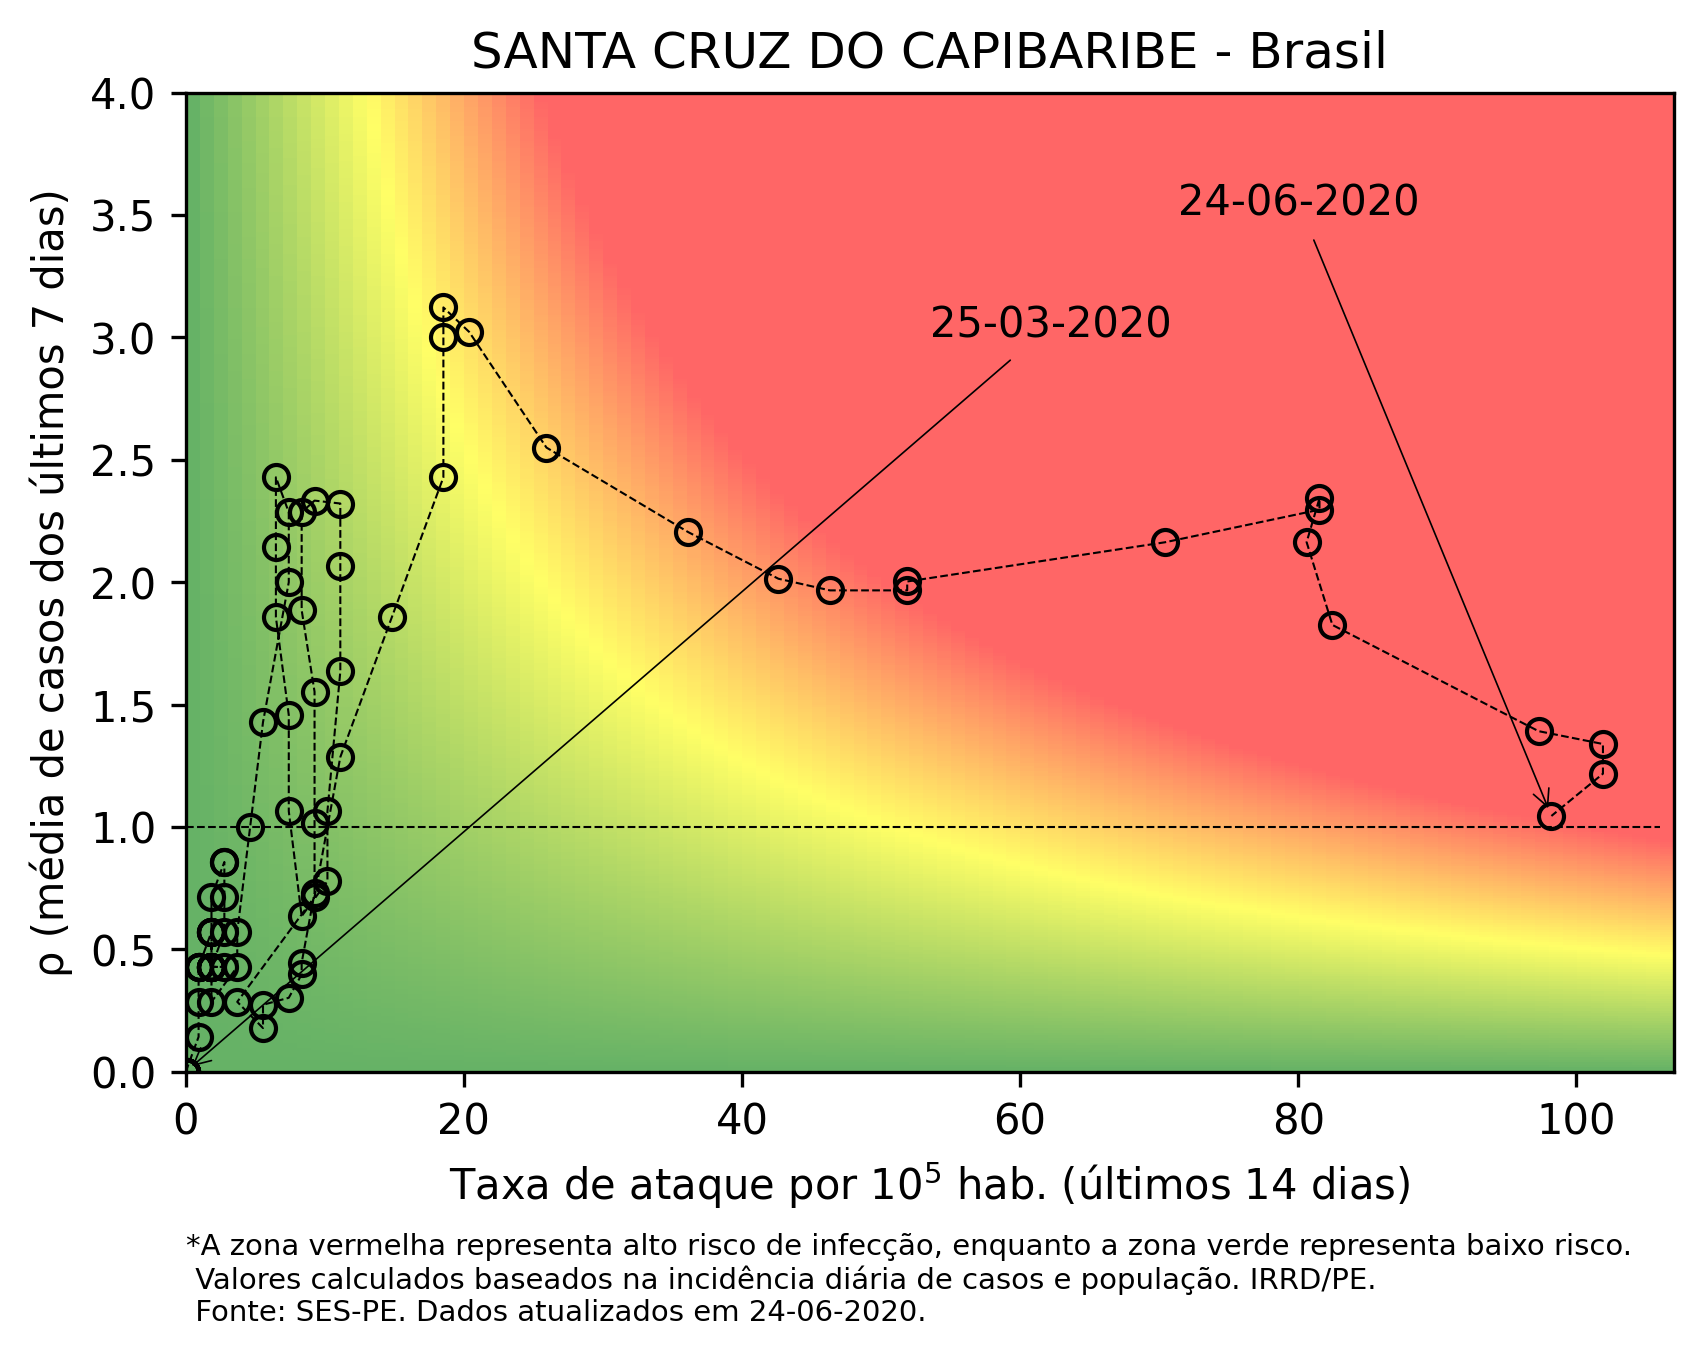 SANTA CRUZ DO CAPIBARIBE - Brasil
4.0
3.5
3.0
2.5
2.0
1.5
1.0
0.5
0.0
ρ (média de casos dos últimos 7 dias)
24-06-2020
25-03-2020
0 20 40 60 80 100
Taxa de ataque por 10⁵ hab. (últimos 14 dias)
*A zona vermelha representa alto risco de infecção, enquanto a zona verde representa baixo risco.
Valores calculados baseados na incidência diária de casos e população. IRRD/PE.
Fonte: SES-PE. Dados atualizados em 24-06-2020.